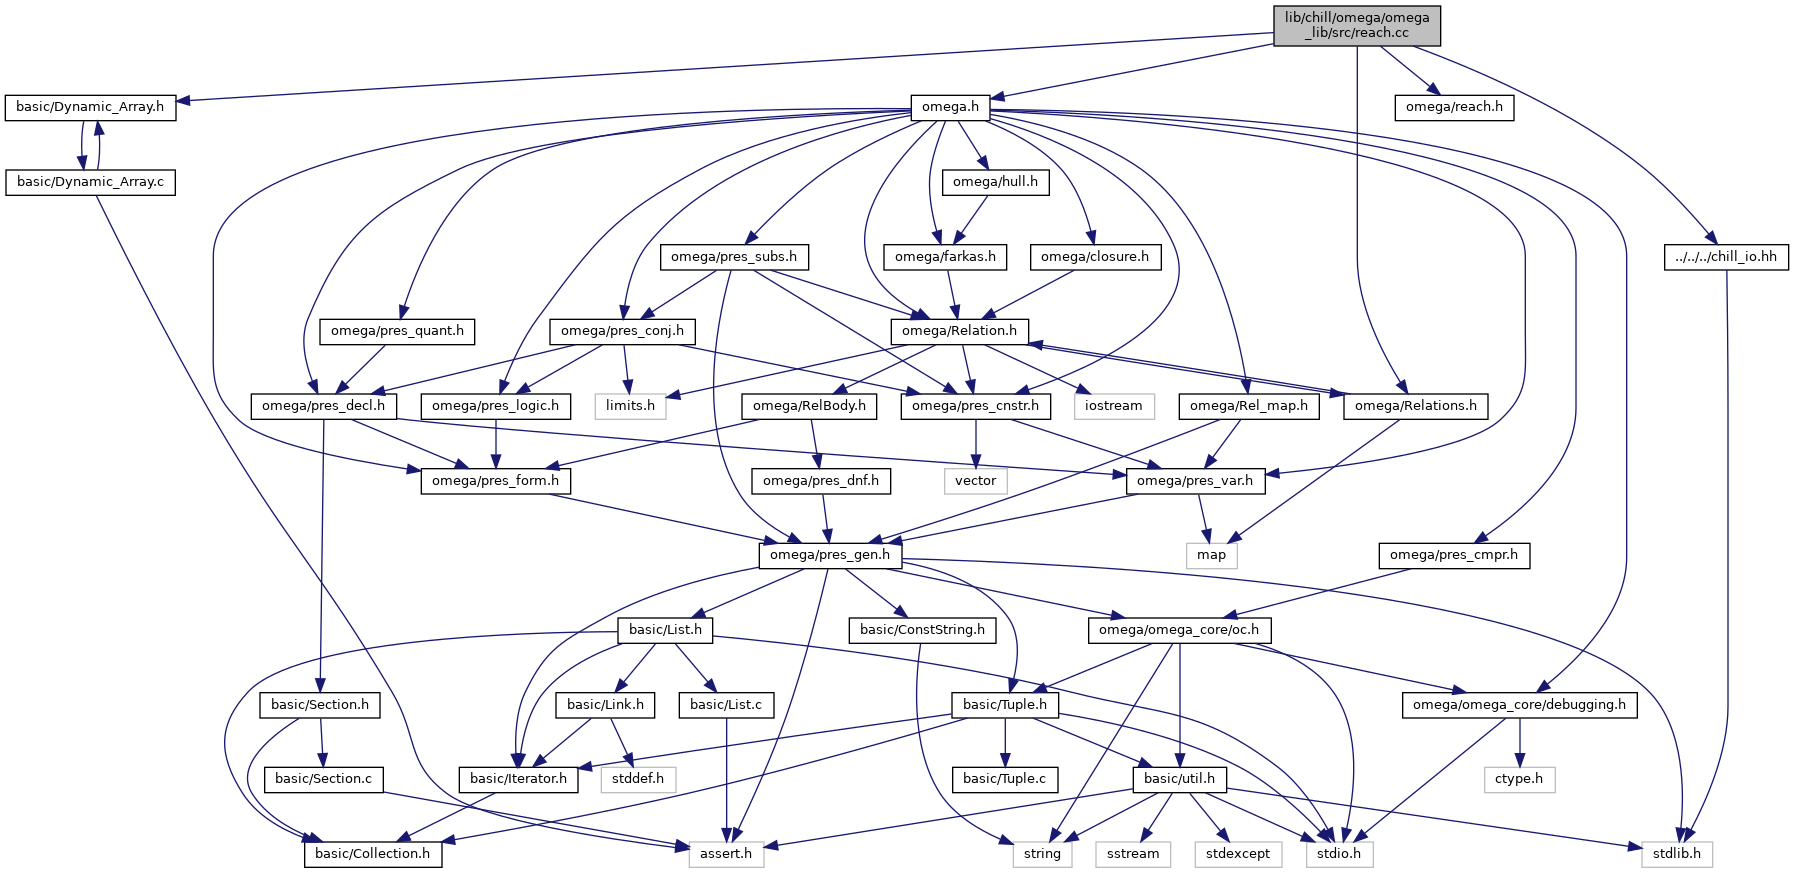 lib/chill/omega/omega
_lib/src/reach.cc
basic/Dynamic_Array.h
omega.h
omega/reach.h
basic/Dynamic_Array.c
omega/hull.h
omega/pres_subs.h
omega/farkas.h
omega/closure.h
../../../chill_io.hh
omega/pres_quant.h
omega/pres_conj.h
omega/Relation.h
omega/pres_decl.h
omega/pres_logic.h
limits.h
omega/RelBody.h
omega/pres_cnstr.h
iostream
omega/Rel_map.h
omega/Relations.h
omega/pres_form.h
omega/pres_dnf.h
vector
omega/pres_var.h
omega/pres_gen.h
map
omega/pres_cmpr.h
basic/List.h
basic/ConstString.h
omega/omega_core/oc.h
basic/Section.h
basic/Link.h
basic/List.c
basic/Tuple.h
omega/omega_core/debugging.h
basic/Section.c
basic/Iterator.h
stddef.h
basic/Tuple.c
basic/util.h
ctype.h
basic/Collection.h
assert.h
string
sstream
stdexcept
stdio.h
stdlib.h